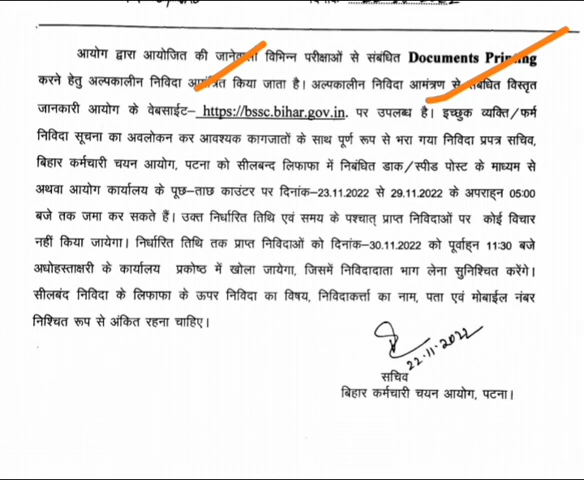 आयोग द्वारा आयोजित की विभिन्न परीक्षाओं से संबंधित Documents
करने हेतु अल्पकालीन निविदा किया जाता है। अल्पकालीन निविदा आमंत्रण से विस्तृत
जानकारी आयोग के वेबसाईट– https://bssc.bihar.gov.in. पर उपलब्ध है। इच्छुक व्यक्ति/फर्म
निविदा सूचना का अवलोकन कर आवश्यक कागजातों के साथ पूर्ण रूप से भरा गया निविदा प्रपत्र सचिव,
बिहार कर्मचारी चयन आयोग, पटना को सीलबन्द लिफाफा में निबंधित डाक/स्पीड पोस्ट के माध्यम से
अथवा आयोग कार्यालय के पूछ-ताछ काउंटर पर दिनांक-23.11.2022 से 29.11.2022 के अपराहन 05:00
बजे तक जमा कर सकते हैं। उक्त निर्धारित तिथि एवं समय के पश्चात् प्राप्त निविदाओं पर कोई विचार
नहीं किया जायेगा। निर्धारित तिथि तक प्राप्त निविदाओं को दिनांक-30.11.2022 को पूर्वाहन 11:30 बजे
अधोहस्ताक्षरी के कार्यालय प्रकोष्ठ में खोला जायेगा, जिसमें निविदादाता भाग लेना सुनिश्चित करेंगे।
सीलबंद निविदा के लिफाफा के ऊपर निविदा का विषय, निविदाकर्त्ता का नाम, पता एवं मोबाईल नंबर
निश्चित रूप से अंकित रहना चाहिए।
22.11.2022
सचिव
बिहार कर्मचारी चयन आयोग, पटना।